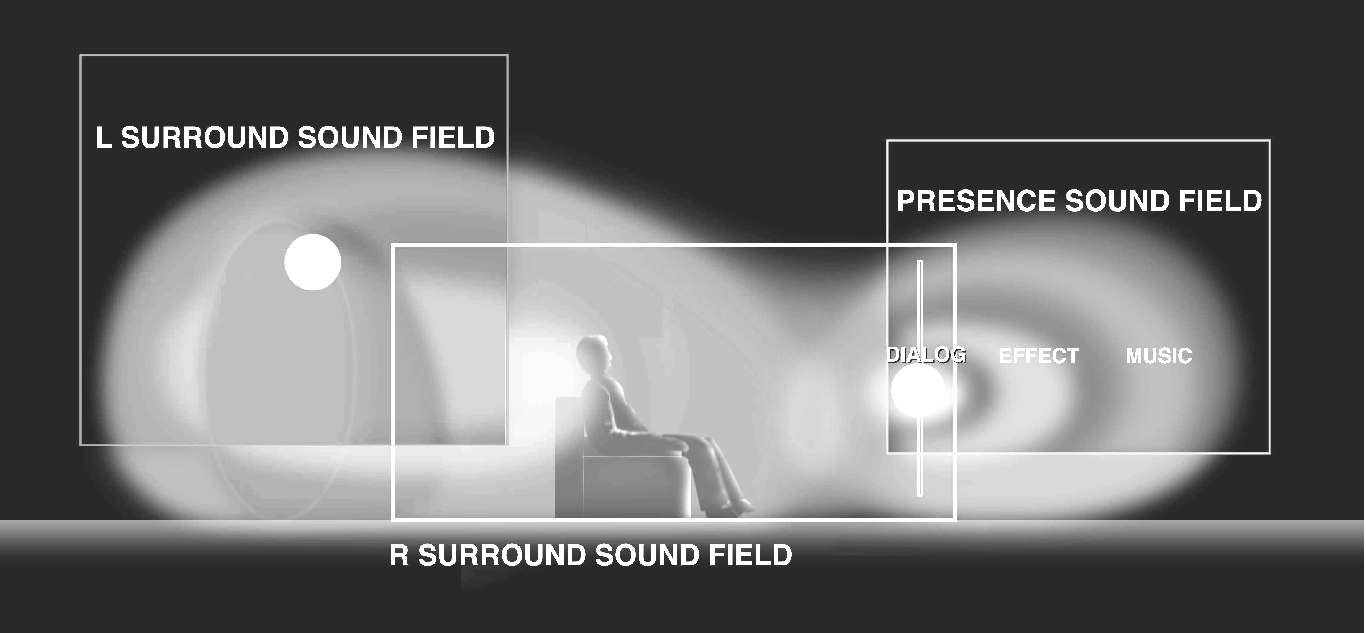 L SURROUND SOUND FIELD
PRESENCE SOUND FIELD
DIALOG EFFECT MUSIC
R SURROUND SOUND FIELD